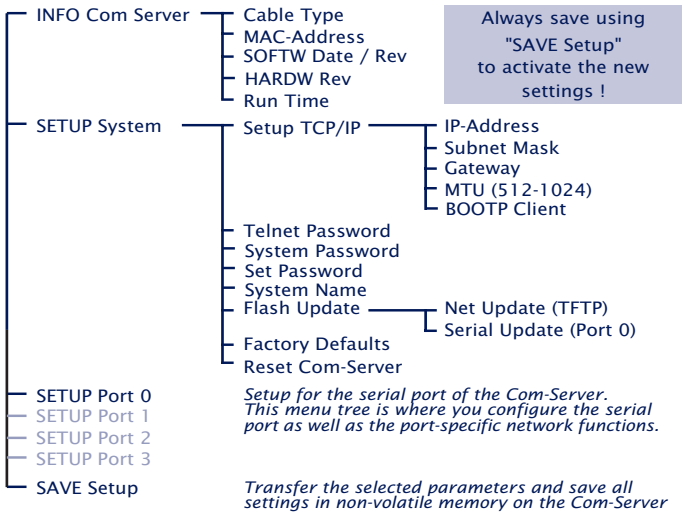 INFO Com Server
Cable Type
MAC-Address
SOFTW Date / Rev
HARDW Rev
Run Time
Always save using
"SAVE Setup"
to activate the new
settings !
SETUP System
Setup TCP/IP
IP-Address
Subnet Mask
Gateway
MTU (512-1024)
BOOTP Client
Telnet Password
System Password
Set Password
System Name
Flash Update
Net Update (TFTP)
Serial Update (Port 0)
Factory Defaults
Reset Com-Server
SETUP Port 0
Setup for the serial port of the Com-Server.
This menu tree is where you configure the serial
port as well as the port-specific network functions.
SETUP Port 1
SETUP Port 2
SETUP Port 3
SAVE Setup
Transfer the selected parameters and save all
settings in non-volatile memory on the Com-Server